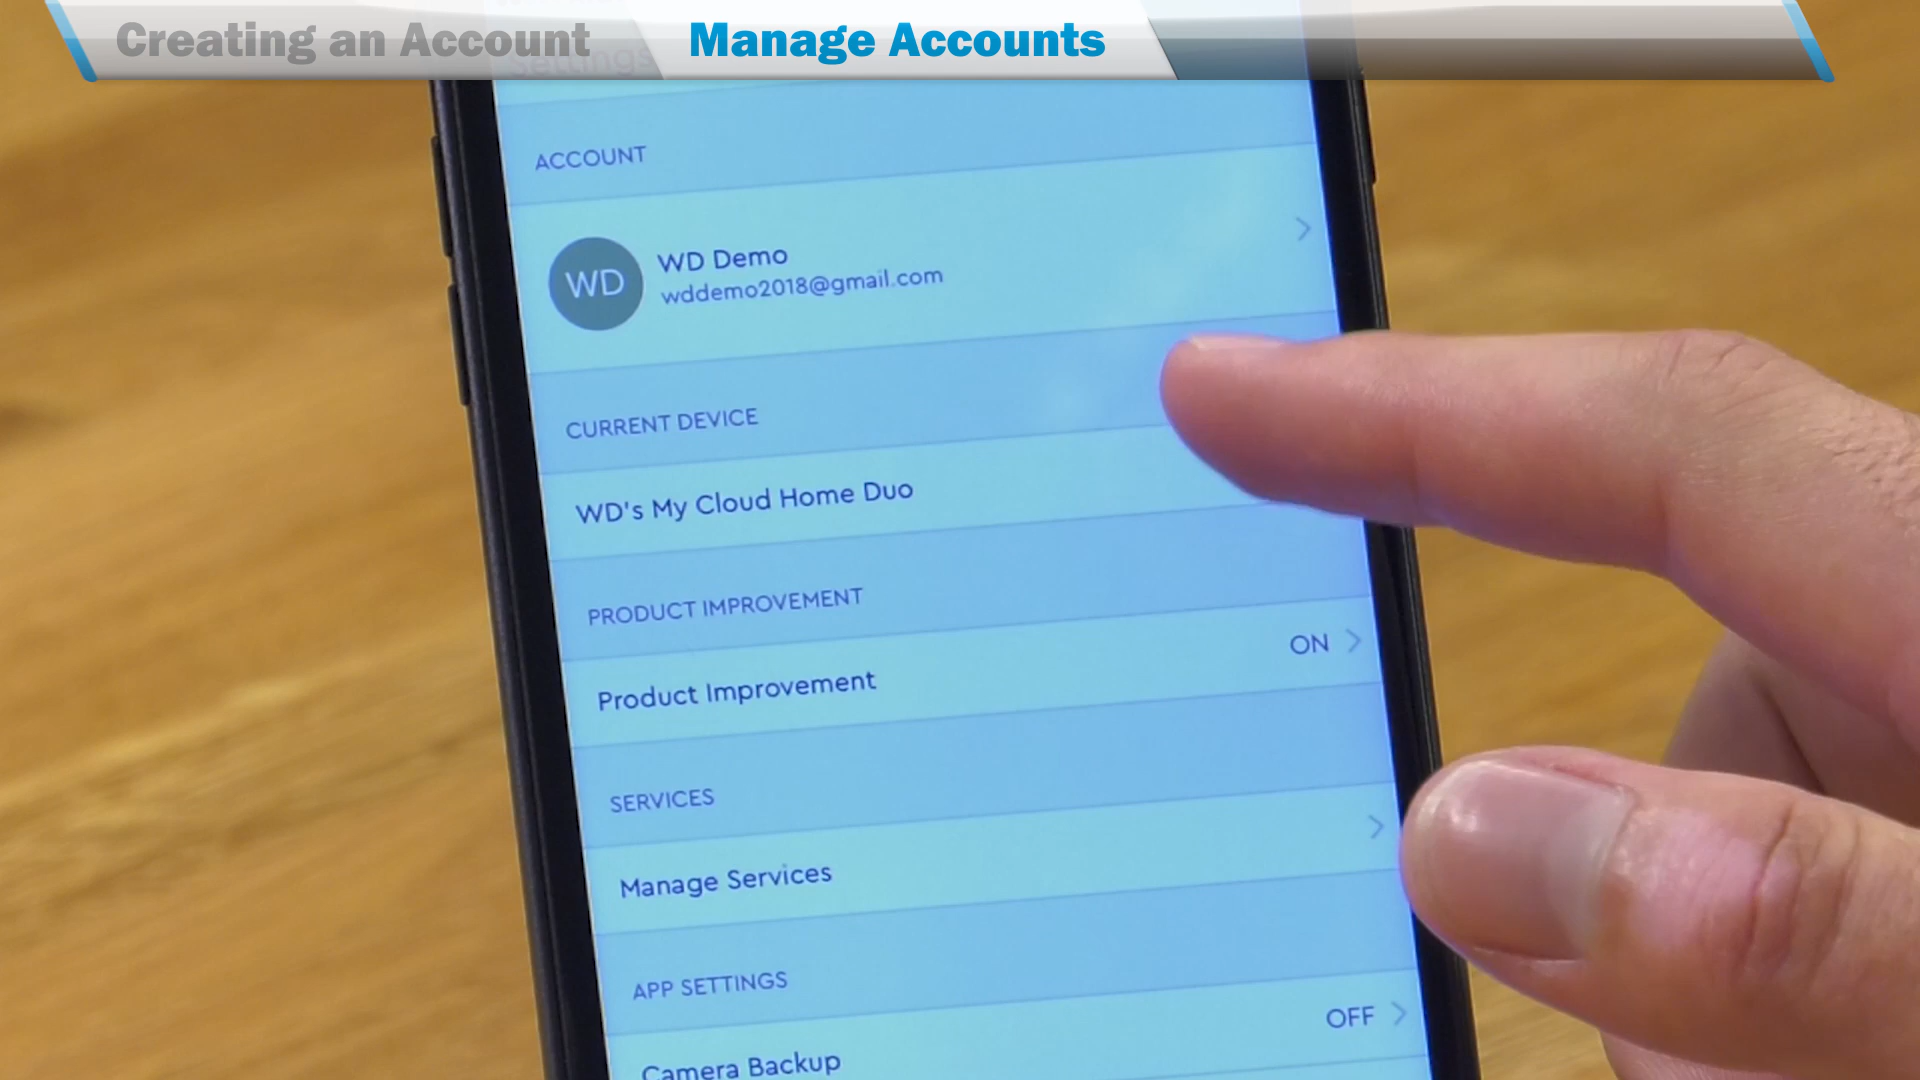 Creating an Account
Manage Accounts
Settings
ACCOUNT
WD
WD Demo
wddemo2018@gmail.com
CURRENT DEVICE
WD's My Cloud Home Duo
PRODUCT IMPROVEMENT
Product Improvement
ON
SERVICES
Manage Services
APP SETTINGS
Camera Backup
OFF